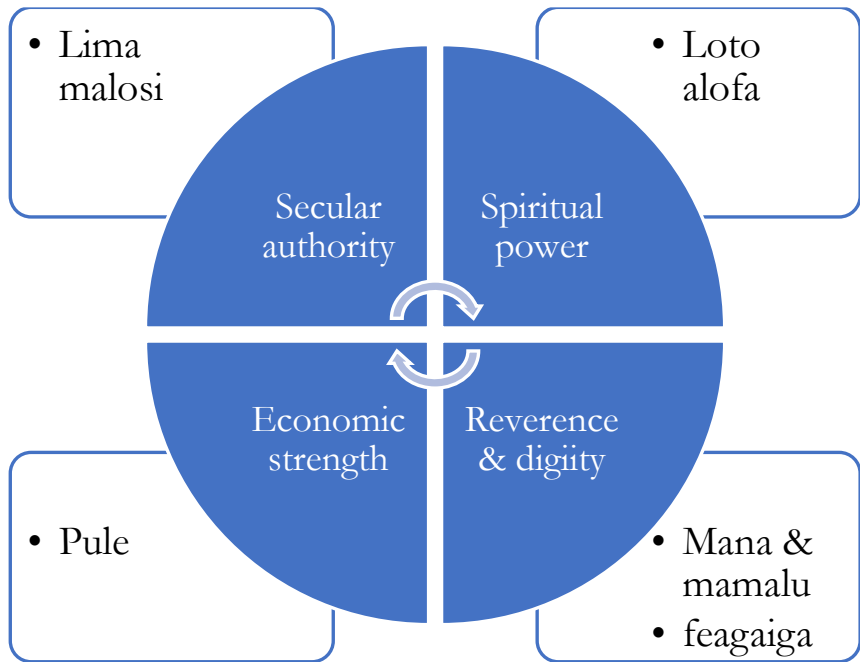 • Lima
malosi
• Loto
alofa
Secular
authority
Spiritual
power
Economic
strength
Reverence
& digiity
• Pule
• Mana &
mamalu
• feagaiga